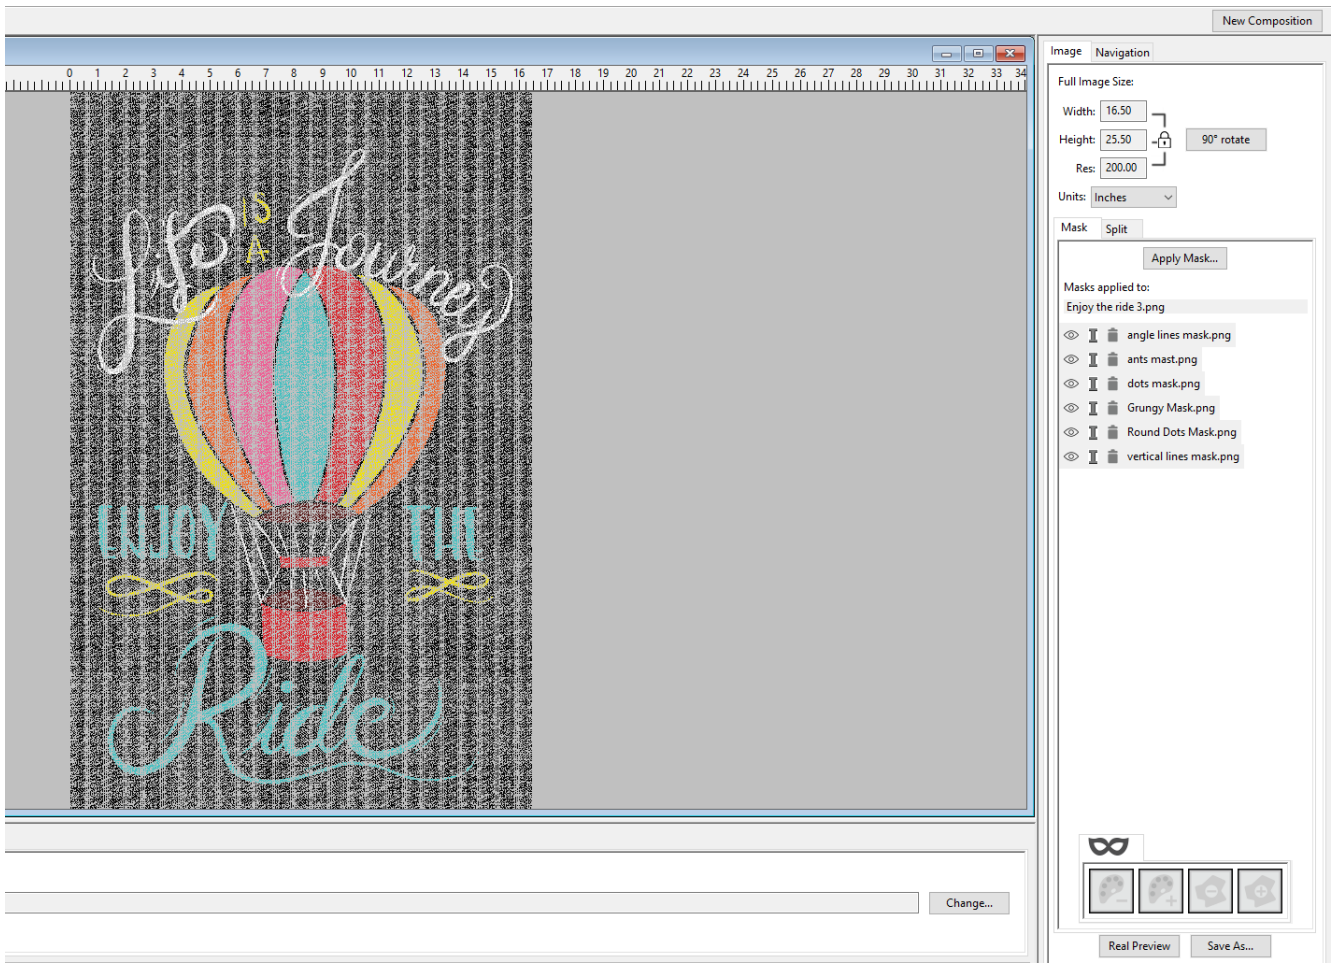 New Composition
Image Navigation
0 1 2 3 4 5 6 7 8 9 10 11 12 13 14 15 16 17 18 19 20 21 22 23 24 25 26 27 28 29 30 31 32 33 34
Full Image Size:
Width: 16.50
Height: 25.50
90° rotate
Res: 200.00
Units: Inches
Mask Split
Apply Mask...
Masks applied to:
Enjoy the ride 3.png
angle lines mask.png
ants mast.png
dots mask.png
Grungy Mask.png
Round Dots Mask.png
vertical lines mask.png
Life IS
A Journey
ENJOY THE
Ride
Change...
Real Preview Save As...